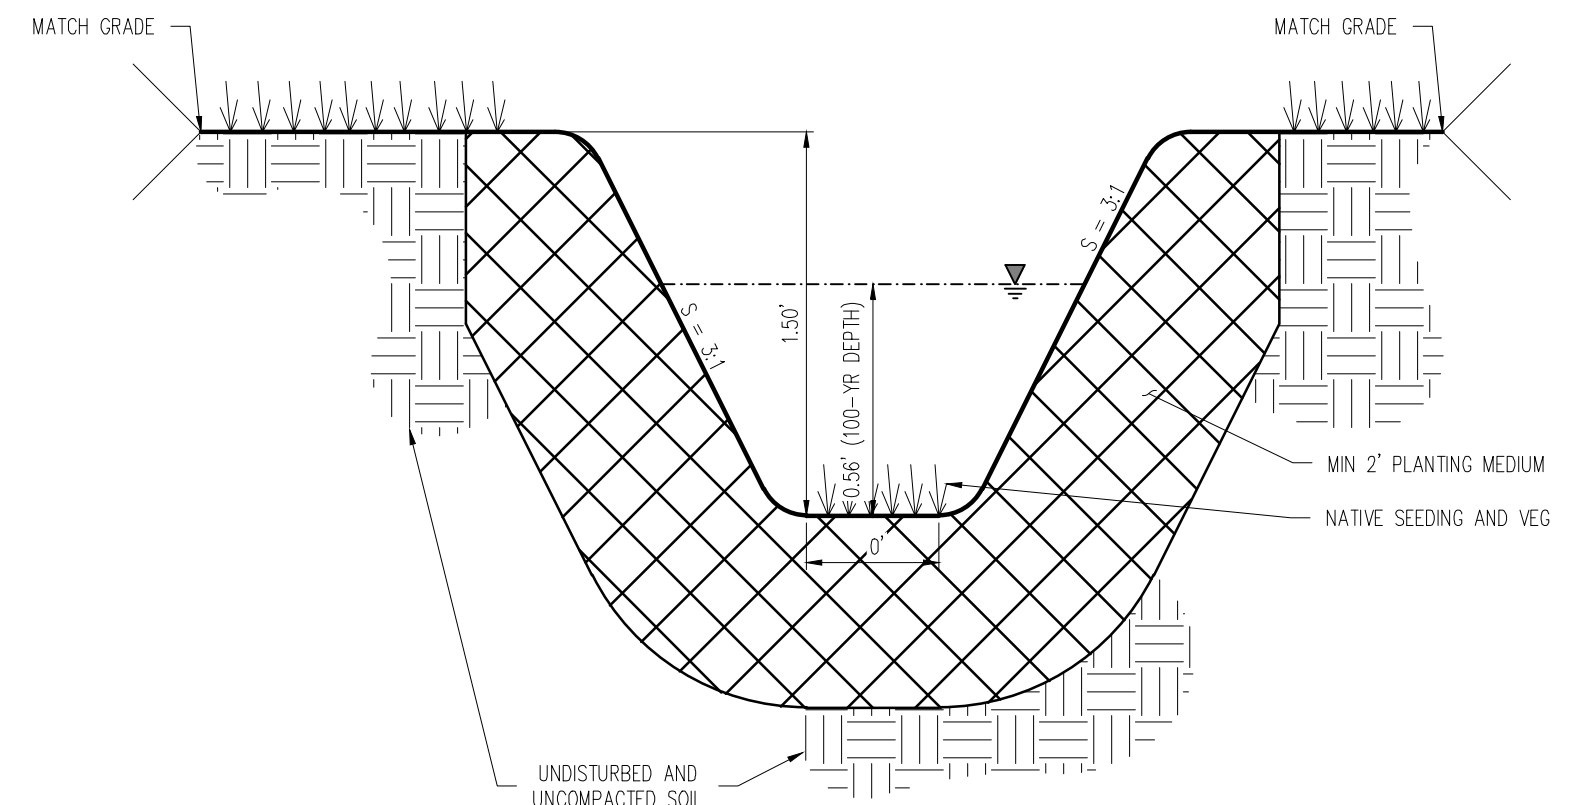 MATCH GRADE
MATCH GRADE
S = 3:1
S = 3:1
1.50'
0.56' (100-YR DEPTH)
MIN 2' PLANTING MEDIUM
NATIVE SEEDING AND VEG
0'
UNDISTURBED AND
UNCOMPACTED SOIL